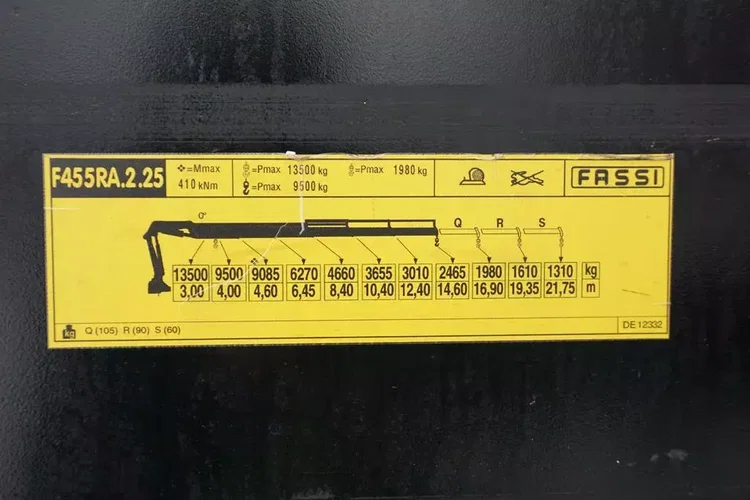 F455RA.2.25
=Mmax
410 kNm
=Pmax 13500 kg =Pmax 1980 kg
=Pmax 9500 kg
FASSI
0°
Q R S
13500 9500 9085 6270 4660 3655 3010 2465 1980 1610 1310 kg
3,00 4,00 4,60 6,45 8,40 10,40 12,40 14,60 16,90 19,35 21,75 m
kg Q (105) R (90) S (60)
DE 12332